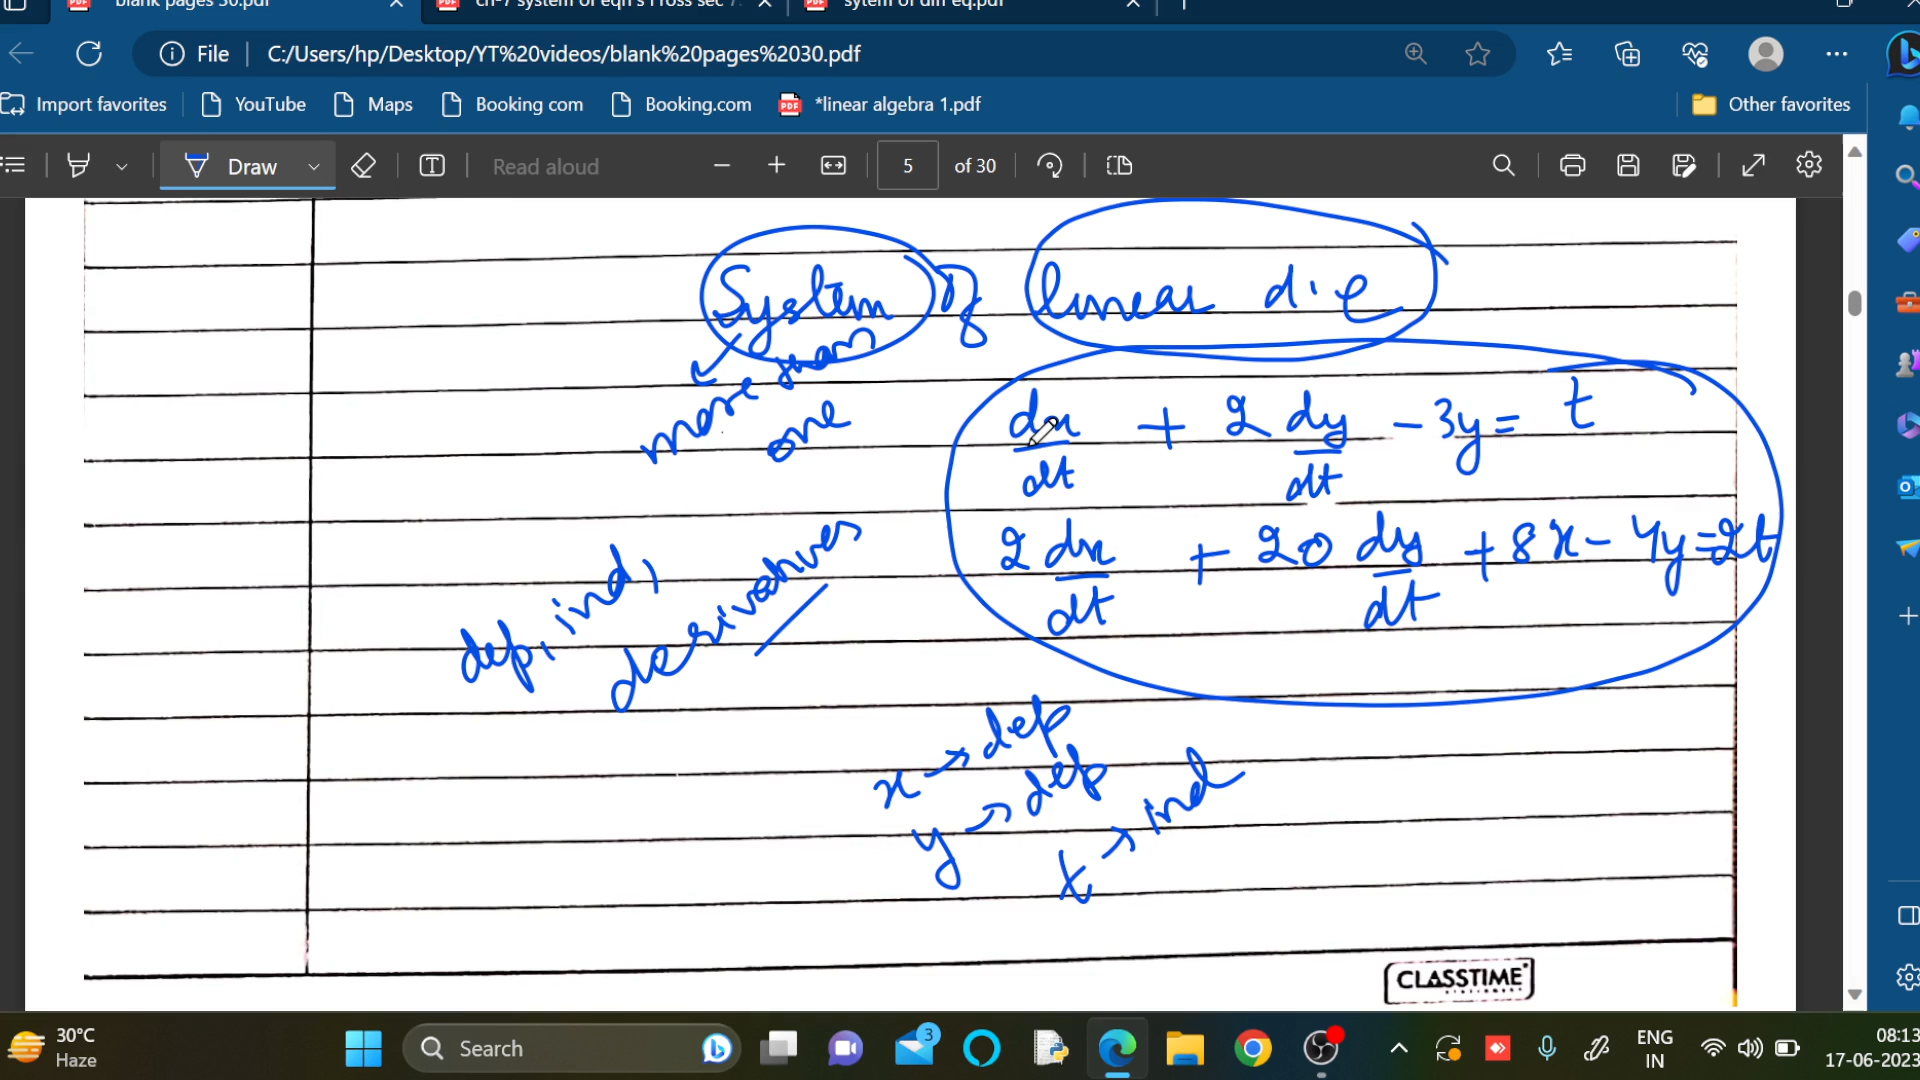 blank pages 30.pdf
ch-7 system of eqn's i ross sec 7.
sytem of diff eq.pdf
File C:/Users/hp/Desktop/YT%20videos/blank%20pages%2030.pdf
Import favorites YouTube Maps Booking com Booking.com *linear algebra 1.pdf Other favorites
Draw Read aloud 5 of 30
System of linear d.e
more than
one
dx/dt + 2 dy/dt - 3y = t
2 dx/dt + 20 dy/dt + 8x - 4y = 2t
dep, ind,
derivatives
x → dep
y → dep
t → ind
CLASSTIME
30°C
Haze
Search
3
ENG
IN
08:13
17-06-2023